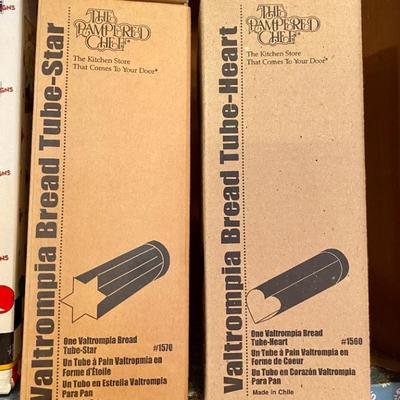 THE
PAMPERED
CHEF®
The Kitchen Store
That Comes To Your Door®
Valtrompia Bread Tube-Star
One Valtrompia Bread
Tube-Star #1570
Un Tube à Pain Valtropmia en
Forme d'Étoile
Un Tubo en Estrella Valtrompia
Para Pan
THE
PAMPERED
CHEF®
The Kitchen Store
That Comes To Your Door®
Valtrompia Bread Tube-Heart
One Valtrompia Bread
Tube-Heart #1560
Un Tube à Pain Valtrompia en
Forme de Coeur
Un Tubo en Corazón Valtrompia
Para Pan
Made in Chile